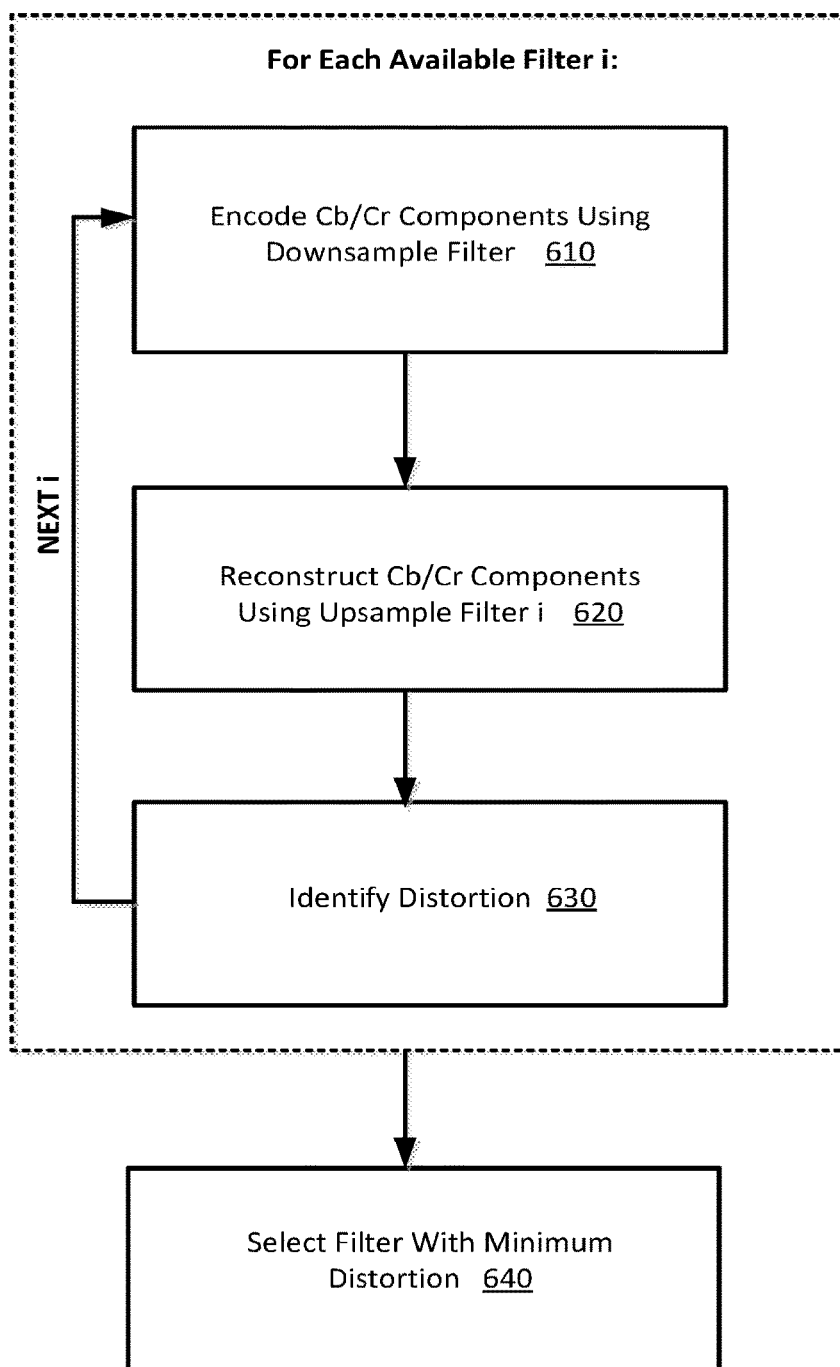 For Each Available Filter i:
Encode Cb/Cr Components Using
Downsample Filter 610
NEXT i
Reconstruct Cb/Cr Components
Using Upsample Filter i 620
Identify Distortion 630
Select Filter With Minimum
Distortion 640